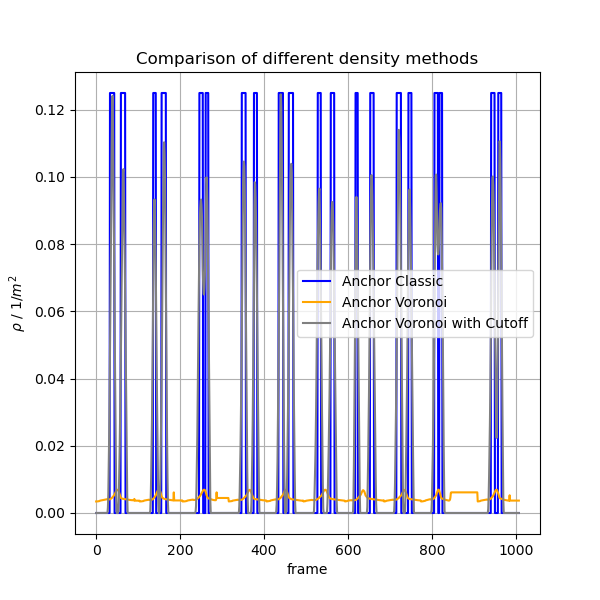 Comparison of different density methods
ρ / 1/m²
0.12
0.10
0.08
0.06
0.04
0.02
0.00
Anchor Classic
Anchor Voronoi
Anchor Voronoi with Cutoff
0 200 400 600 800 1000
frame